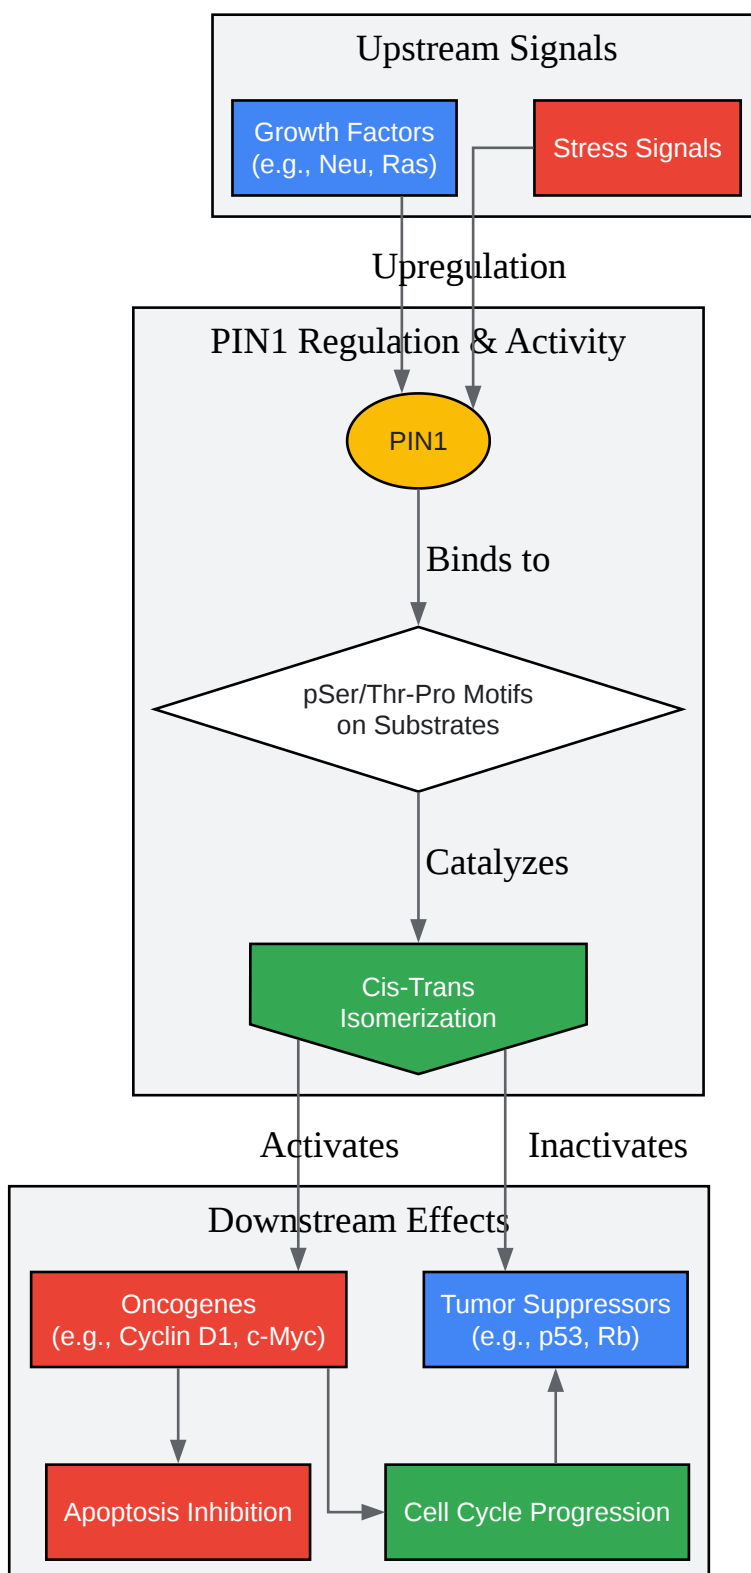 Upstream Signals
Growth Factors
(e.g., Neu, Ras)
Stress Signals
Upregulation
PIN1 Regulation & Activity
PIN1
Binds to
pSer/Thr-Pro Motifs
on Substrates
Catalyzes
Cis-Trans
Isomerization
Activates
Inactivates
Downstream Effects
Oncogenes
(e.g., Cyclin D1, c-Myc)
Tumor Suppressors
(e.g., p53, Rb)
Apoptosis Inhibition
Cell Cycle Progression